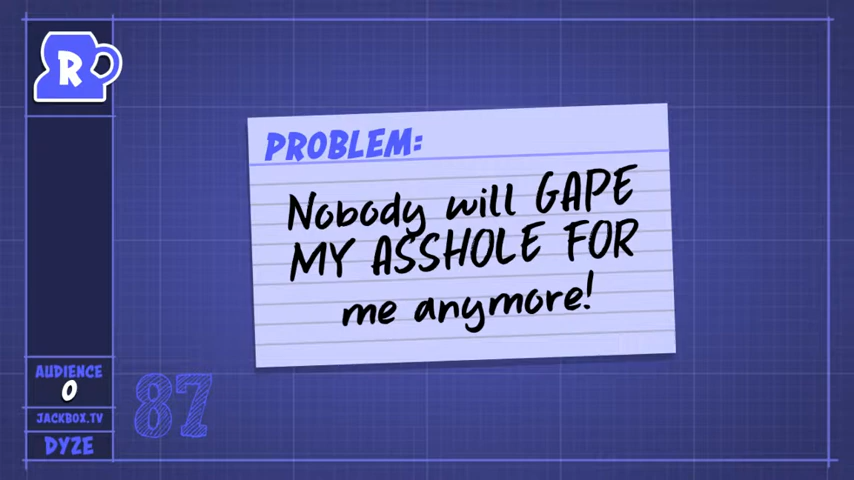 R
PROBLEM:
Nobody will GAPE
MY ASSHOLE FOR
me anymore!
AUDIENCE
0
JACKBOX.TV
DYZE
87